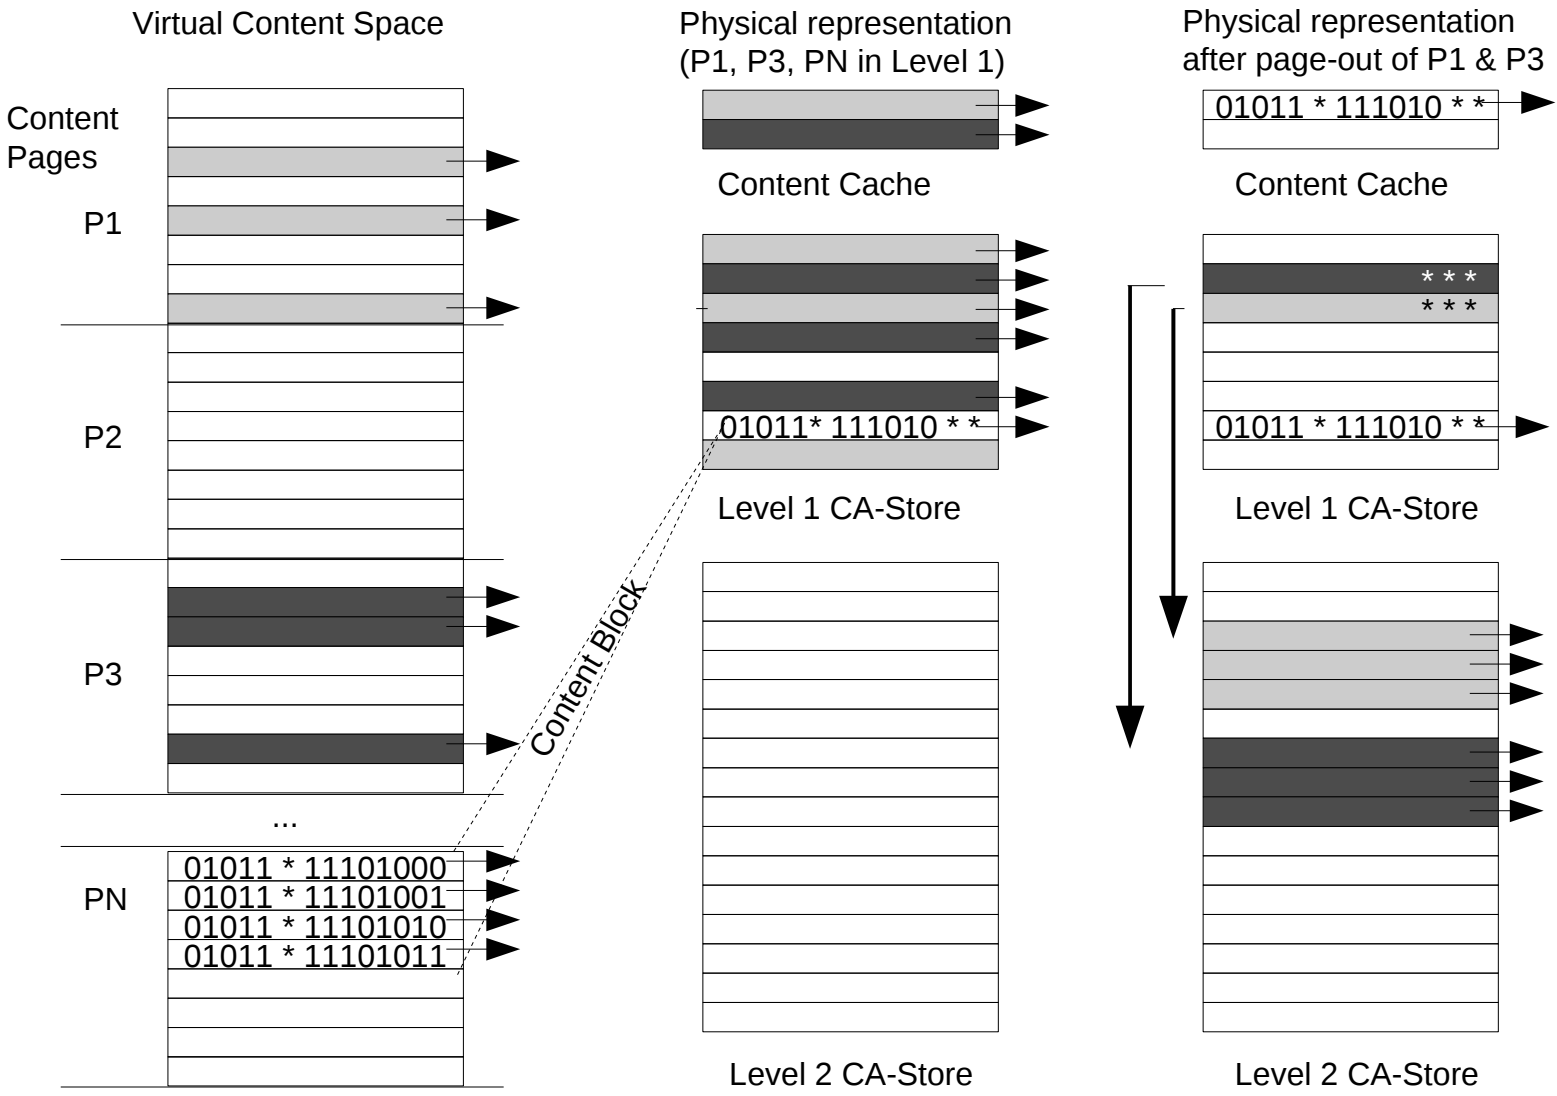 Virtual Content Space
Content
Pages
P1
P2
P3
...
PN
01011 * 11101000
01011 * 11101001
01011 * 11101010
01011 * 11101011
Content Block
Physical representation
(P1, P3, PN in Level 1)
Content Cache
01011* 111010 * *
Level 1 CA-Store
Level 2 CA-Store
Physical representation
after page-out of P1 & P3
01011 * 111010 * *
Content Cache
* * *
* * *
01011 * 111010 * *
Level 1 CA-Store
Level 2 CA-Store